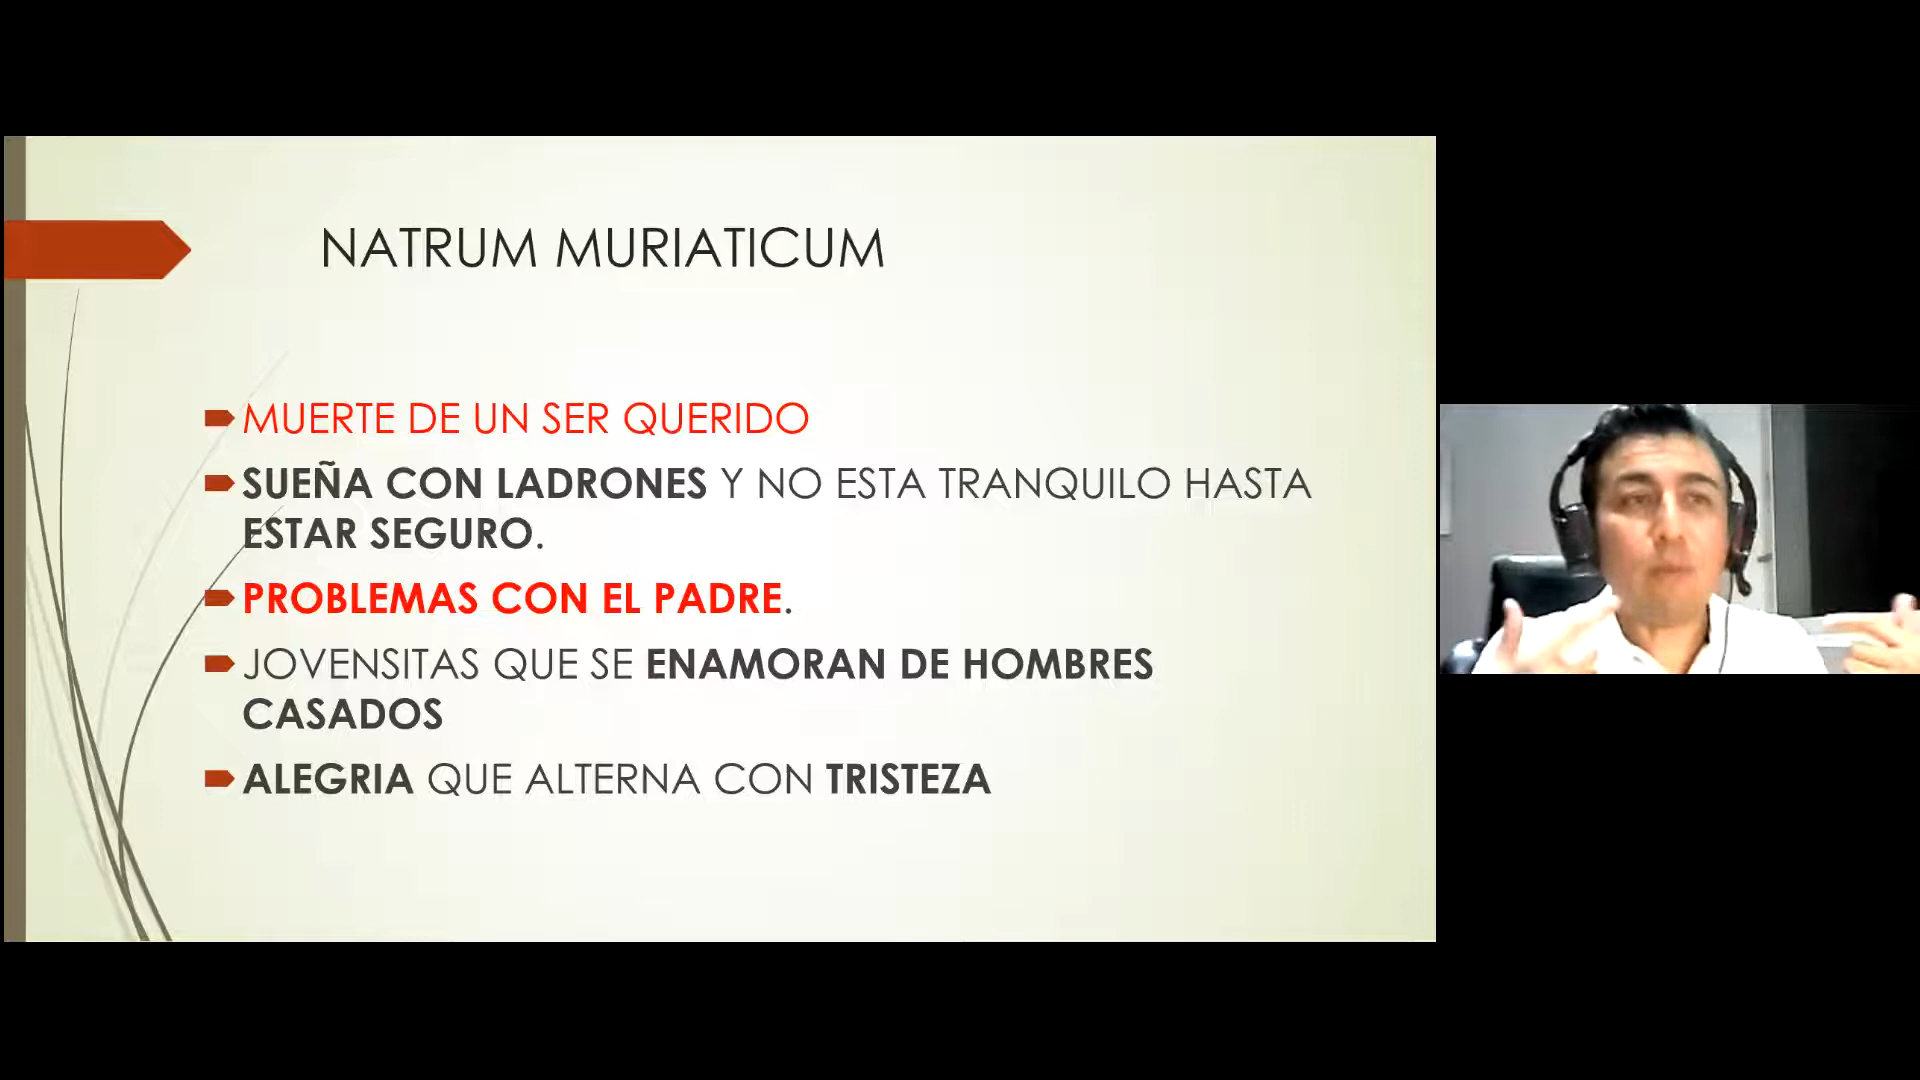 NATRUM MURIATICUM
MUERTE DE UN SER QUERIDO
SUEÑA CON LADRONES Y NO ESTA TRANQUILO HASTA
ESTAR SEGURO.
PROBLEMAS CON EL PADRE.
JOVENSITAS QUE SE ENAMORAN DE HOMBRES
CASADOS
ALEGRIA QUE ALTERNA CON TRISTEZA